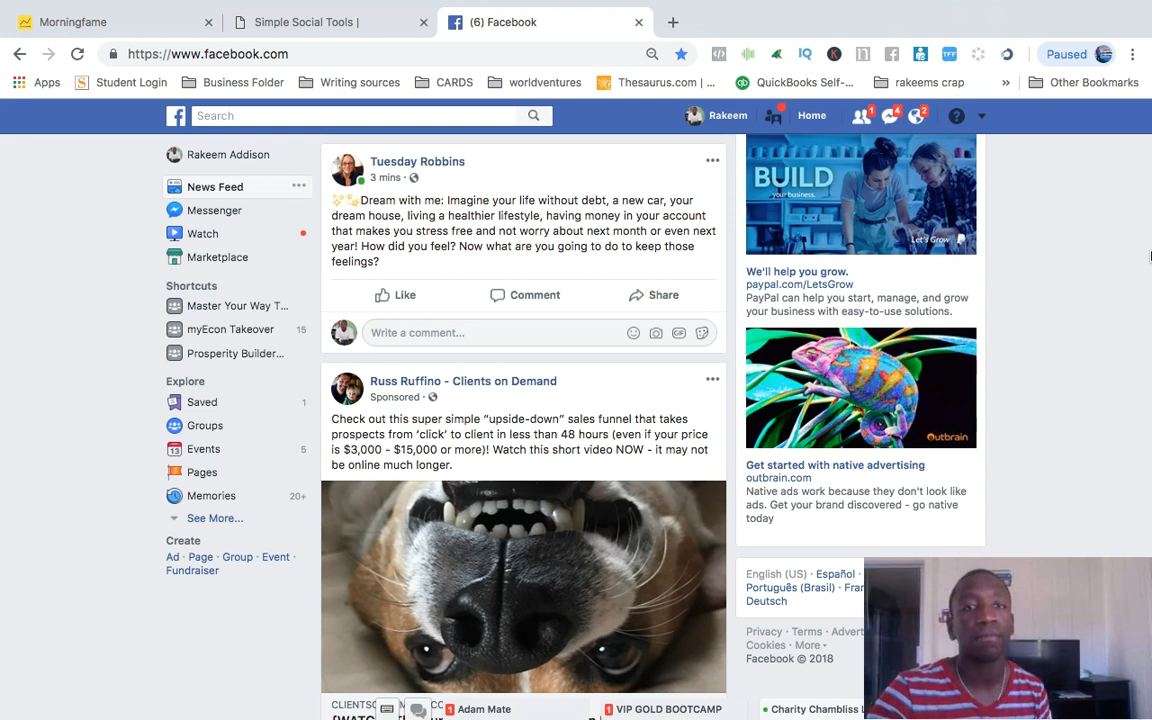 Morningfame
Simple Social Tools |
(6) Facebook
https://www.facebook.com
Paused
Apps
Student Login
Business Folder
Writing sources
CARDS
worldventures
Thesaurus.com | ...
QuickBooks Self-...
rakeems crap
»
Other Bookmarks
Search
Rakeem
Home
1
4
2
Rakeem Addison
News Feed
Messenger
Watch
Marketplace
Shortcuts
Master Your Way T...
myEcon Takeover 15
Prosperity Builder...
Explore
Saved 1
Groups
Events 5
Pages
Memories 20+
See More...
Create
Ad · Page · Group · Event ·
Fundraiser
Tuesday Robbins
3 mins ·
✨✨Dream with me: Imagine your life without debt, a new car, your
dream house, living a healthier lifestyle, having money in your account
that makes you stress free and not worry about next month or even next
year! How did you feel? Now what are you going to do to keep those
feelings?
Like
Comment
Share
Write a comment...
GIF
Russ Ruffino - Clients on Demand
Sponsored ·
Check out this super simple “upside-down” sales funnel that takes
prospects from ‘click’ to client in less than 48 hours (even if your price
is $3,000 - $15,000 or more)! Watch this short video NOW - it may not
be online much longer.
BUILD
your business.
Let's Grow
We'll help you grow.
paypal.com/LetsGrow
PayPal can help you start, manage, and grow
your business with easy-to-use solutions.
Outbrain
Get started with native advertising
outbrain.com
Native ads work because they don't look like
ads. Get your brand discovered - go native
today
English (US) · Español ·
Português (Brasil) · Fran
Deutsch
Privacy · Terms · Advert
Cookies · More
Facebook © 2018
1 Adam Mate
1 VIP GOLD BOOTCAMP
Charity Chambliss L